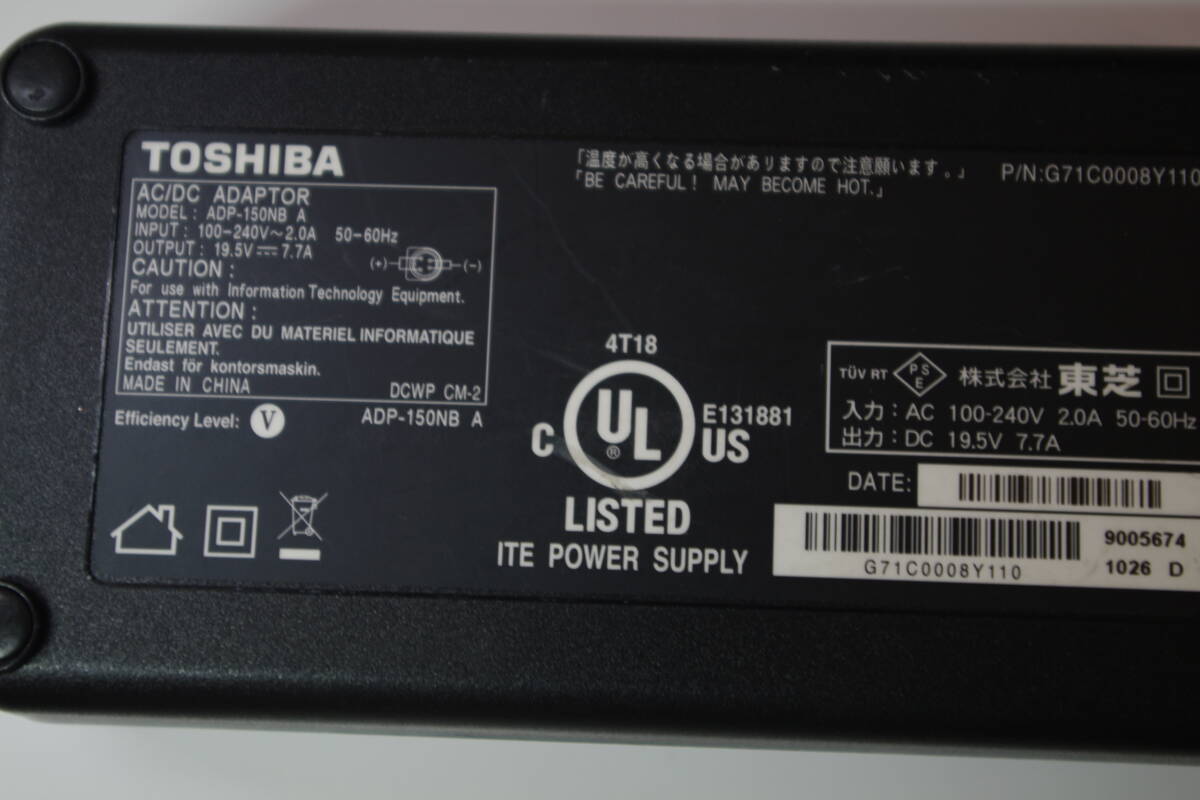 TOSHIBA
AC/DC ADAPTOR
MODEL : ADP-150NB A
INPUT : 100-240V～2.0A 50-60Hz
OUTPUT : 19.5V⎓7.7A
(+) (-)
CAUTION :
For use with Information Technology Equipment.
ATTENTION :
UTILISER AVEC DU MATERIEL INFORMATIQUE
SEULEMENT.
Endast för kontorsmaskin.
MADE IN CHINA DCWP CM-2
Efficiency Level: V ADP-150NB A
「温度が高くなる場合がありますので注意願います。」
「BE CAREFUL! MAY BECOME HOT.」
P/N:G71C0008Y110
4T18
C UL ® US
E131881
LISTED
ITE POWER SUPPLY
TÜV RT PSE 株式会社 東芝
入力 : AC 100-240V 2.0A 50-60Hz
出力 : DC 19.5V 7.7A
DATE:
G71C0008Y110
9005674
1026 D